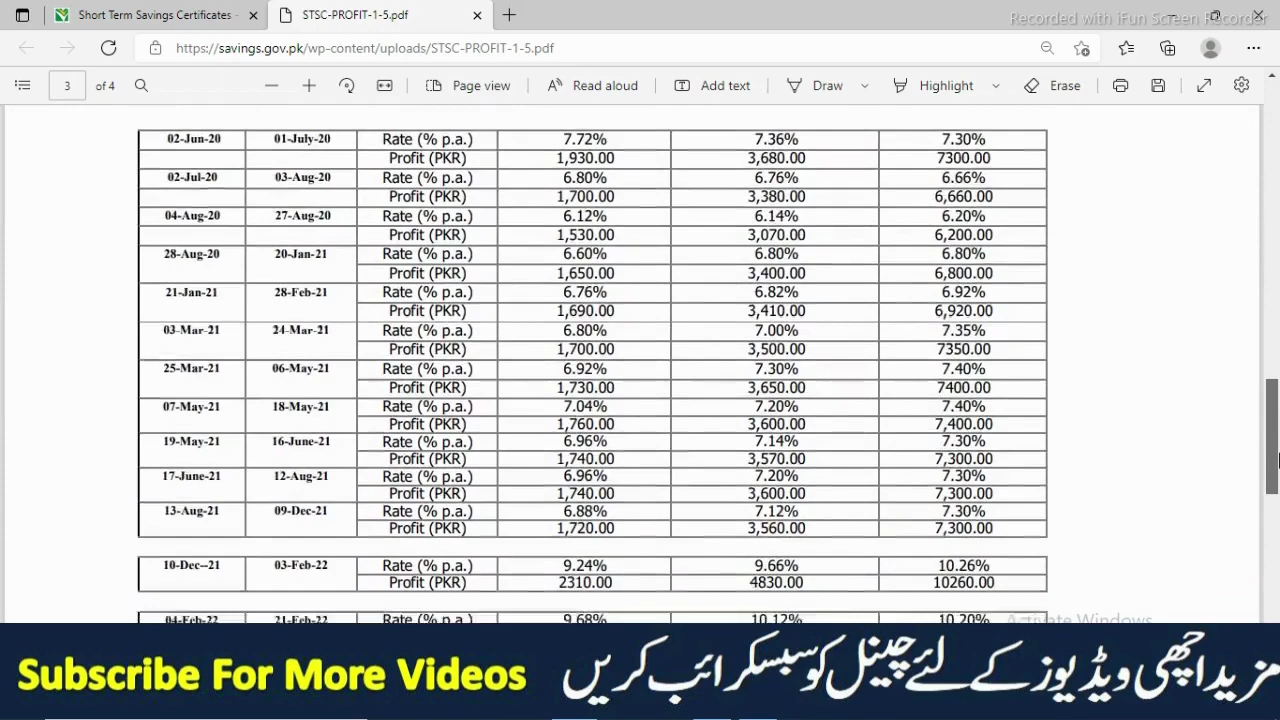 Short Term Savings Certificates -
STSC-PROFIT-1-5.pdf
Recorded with iFun Screen Recorder
https://savings.gov.pk/wp-content/uploads/STSC-PROFIT-1-5.pdf
3 of 4 Page view Read aloud Add text Draw Highlight Erase
02-Jun-20 01-July-20 Rate (% p.a.) 7.72% 7.36% 7.30%
Profit (PKR) 1,930.00 3,680.00 7300.00
02-Jul-20 03-Aug-20 Rate (% p.a.) 6.80% 6.76% 6.66%
Profit (PKR) 1,700.00 3,380.00 6,660.00
04-Aug-20 27-Aug-20 Rate (% p.a.) 6.12% 6.14% 6.20%
Profit (PKR) 1,530.00 3,070.00 6,200.00
28-Aug-20 20-Jan-21 Rate (% p.a.) 6.60% 6.80% 6.80%
Profit (PKR) 1,650.00 3,400.00 6,800.00
21-Jan-21 28-Feb-21 Rate (% p.a.) 6.76% 6.82% 6.92%
Profit (PKR) 1,690.00 3,410.00 6,920.00
03-Mar-21 24-Mar-21 Rate (% p.a.) 6.80% 7.00% 7.35%
Profit (PKR) 1,700.00 3,500.00 7350.00
25-Mar-21 06-May-21 Rate (% p.a.) 6.92% 7.30% 7.40%
Profit (PKR) 1,730.00 3,650.00 7400.00
07-May-21 18-May-21 Rate (% p.a.) 7.04% 7.20% 7.40%
Profit (PKR) 1,760.00 3,600.00 7,400.00
19-May-21 16-June-21 Rate (% p.a.) 6.96% 7.14% 7.30%
Profit (PKR) 1,740.00 3,570.00 7,300.00
17-June-21 12-Aug-21 Rate (% p.a.) 6.96% 7.20% 7.30%
Profit (PKR) 1,740.00 3,600.00 7,300.00
13-Aug-21 09-Dec-21 Rate (% p.a.) 6.88% 7.12% 7.30%
Profit (PKR) 1,720.00 3,560.00 7,300.00
10-Dec--21 03-Feb-22 Rate (% p.a.) 9.24% 9.66% 10.26%
Profit (PKR) 2310.00 4830.00 10260.00
04-Feb-22 21-Feb-22 Rate (% p.a.) 9.68% 10.12% 10.20%
Activate Windows
Subscribe For More Videos
مزید اچھی ویڈیوز کے لئے چینل کو سبسکرائب کریں